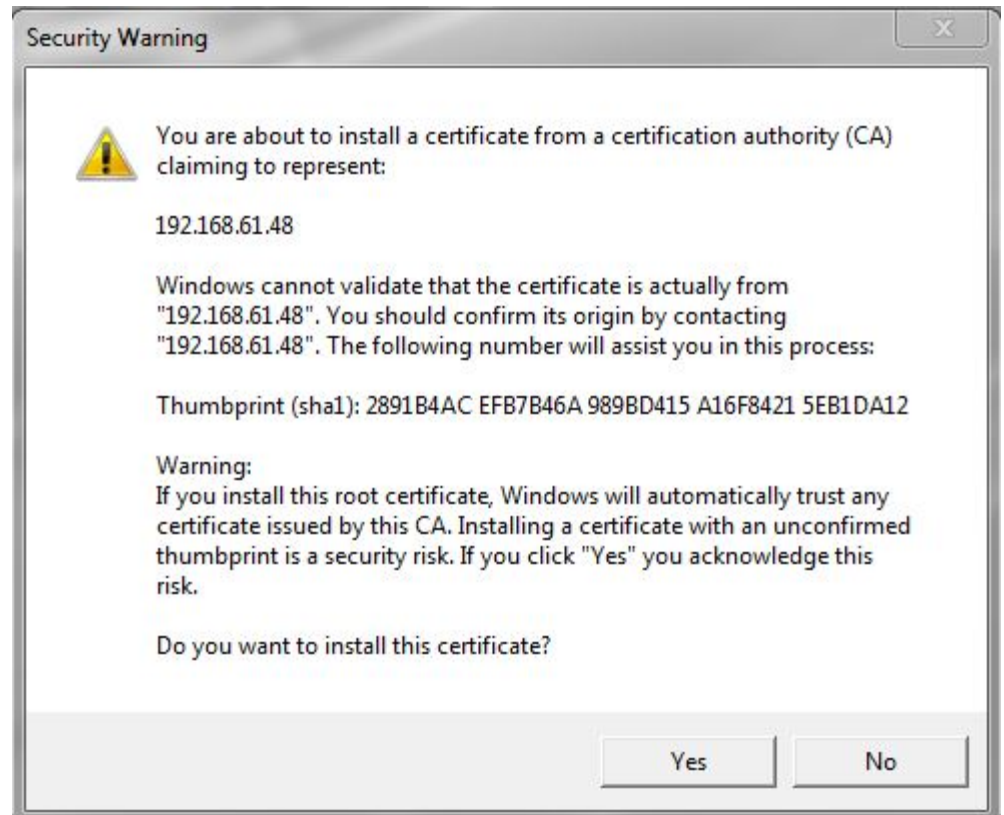 Security Warning
You are about to install a certificate from a certification authority (CA)
claiming to represent:
192.168.61.48
Windows cannot validate that the certificate is actually from
"192.168.61.48". You should confirm its origin by contacting
"192.168.61.48". The following number will assist you in this process:
Thumbprint (sha1): 2891B4AC EFB7B46A 989BD415 A16F8421 5EB1DA12
Warning:
If you install this root certificate, Windows will automatically trust any
certificate issued by this CA. Installing a certificate with an unconfirmed
thumbprint is a security risk. If you click "Yes" you acknowledge this
risk.
Do you want to install this certificate?
Yes
No